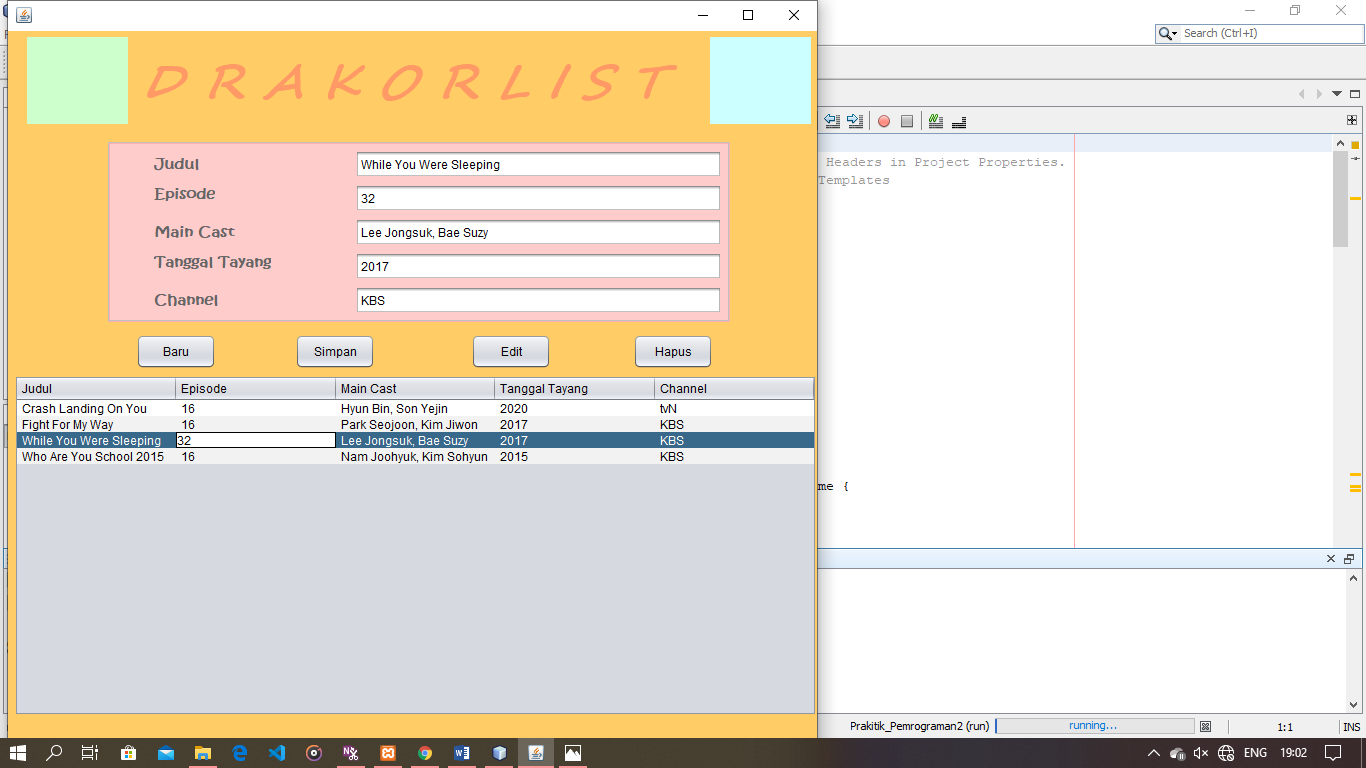 Search (Ctrl+I)
DRAKORLIST
Judul While You Were Sleeping
Episode 32
Main Cast Lee Jongsuk, Bae Suzy
Tanggal Tayang 2017
Channel KBS
Baru Simpan Edit Hapus
Judul Episode Main Cast Tanggal Tayang Channel
Crash Landing On You 16 Hyun Bin, Son Yejin 2020 tvN
Fight For My Way 16 Park Seojoon, Kim Jiwon 2017 KBS
While You Were Sleeping 32 Lee Jongsuk, Bae Suzy 2017 KBS
Who Are You School 2015 16 Nam Joohyuk, Kim Sohyun 2015 KBS
Headers in Project Properties.
Templates
me {
Prakitik_Pemrograman2 (run) running... 1:1 INS
ENG 19:02